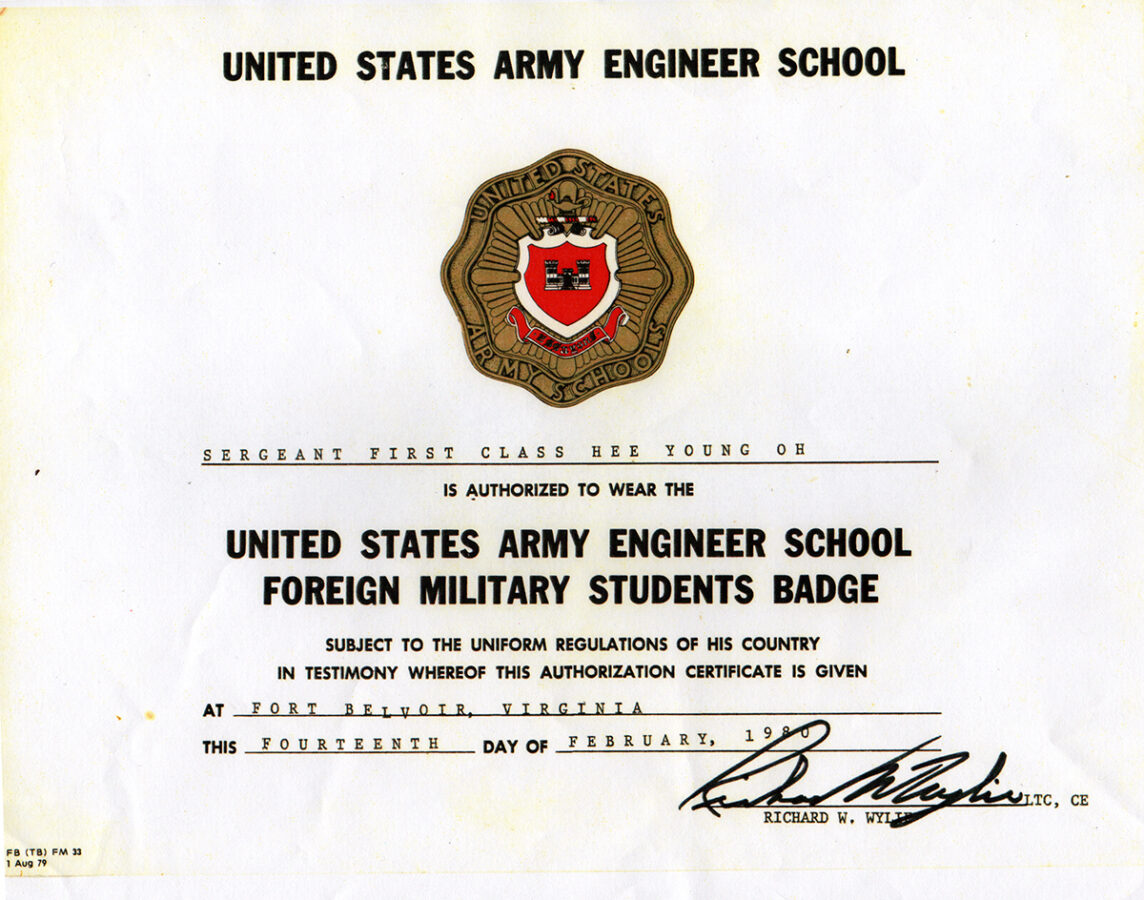 UNITED STATES ARMY ENGINEER SCHOOL
UNITED STATES
ARMY SCHOOLS
SERGEANT FIRST CLASS HEE YOUNG OH
IS AUTHORIZED TO WEAR THE
UNITED STATES ARMY ENGINEER SCHOOL
FOREIGN MILITARY STUDENTS BADGE
SUBJECT TO THE UNIFORM REGULATIONS OF HIS COUNTRY
IN TESTIMONY WHEREOF THIS AUTHORIZATION CERTIFICATE IS GIVEN
AT FORT BELVOIR, VIRGINIA
THIS FOURTEENTH DAY OF FEBRUARY, 1980
Richard W Wylie LTC, CE
RICHARD W. WYLIE
FB (TB) FM 33
1 Aug 79